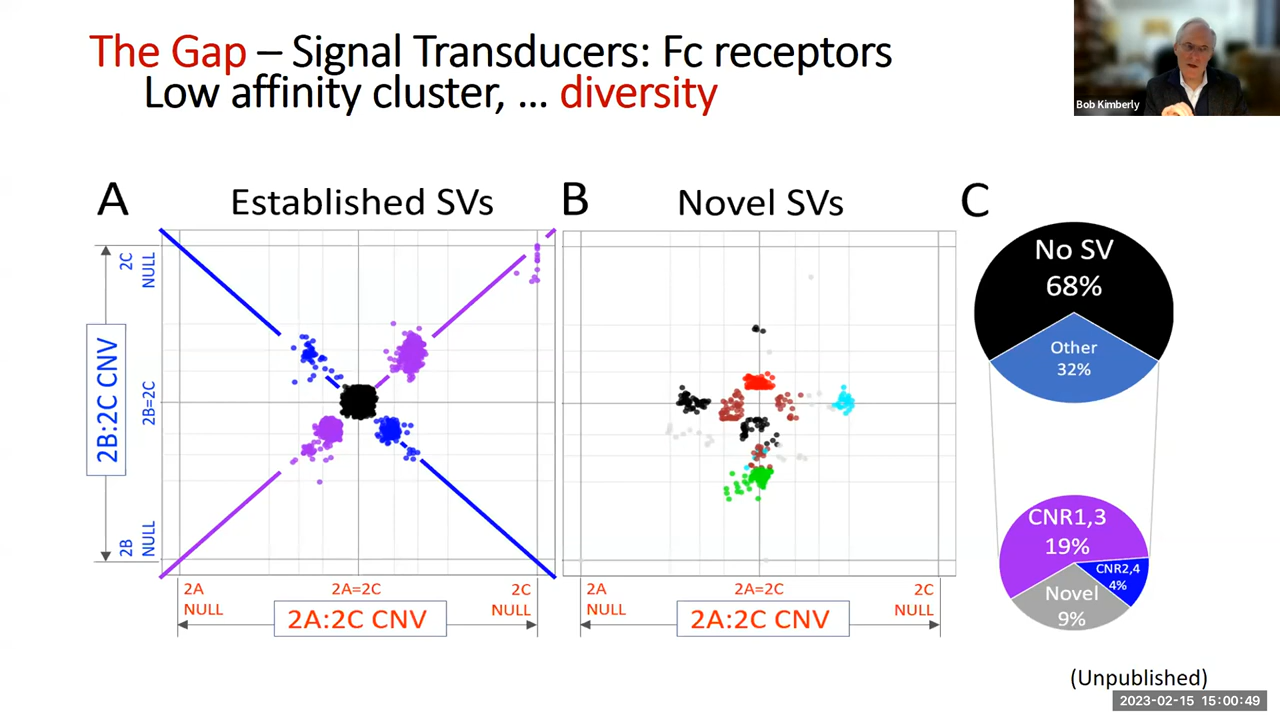 The Gap – Signal Transducers: Fc receptors
Low affinity cluster, ... diversity
Bob Kimberly
A
Established SVs
B
Novel SVs
C
2C
NULL
2B=2C
2B
NULL
2B:2C CNV
2A
NULL
2A=2C
2C
NULL
2A:2C CNV
2A
NULL
2A=2C
2C
NULL
2A:2C CNV
No SV
68%
Other
32%
CNR1,3
19%
CNR2,4
4%
Novel
9%
(Unpublished)
2023-02-15 15:00:49